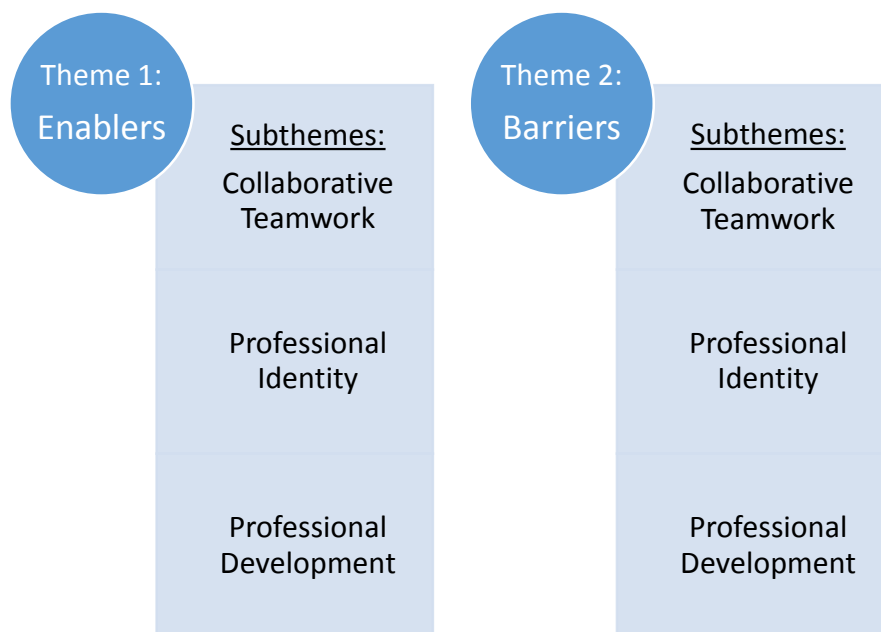 Theme 1:
Enablers
Subthemes:
Collaborative
Teamwork
Professional
Identity
Professional
Development
Theme 2:
Barriers
Subthemes:
Collaborative
Teamwork
Professional
Identity
Professional
Development